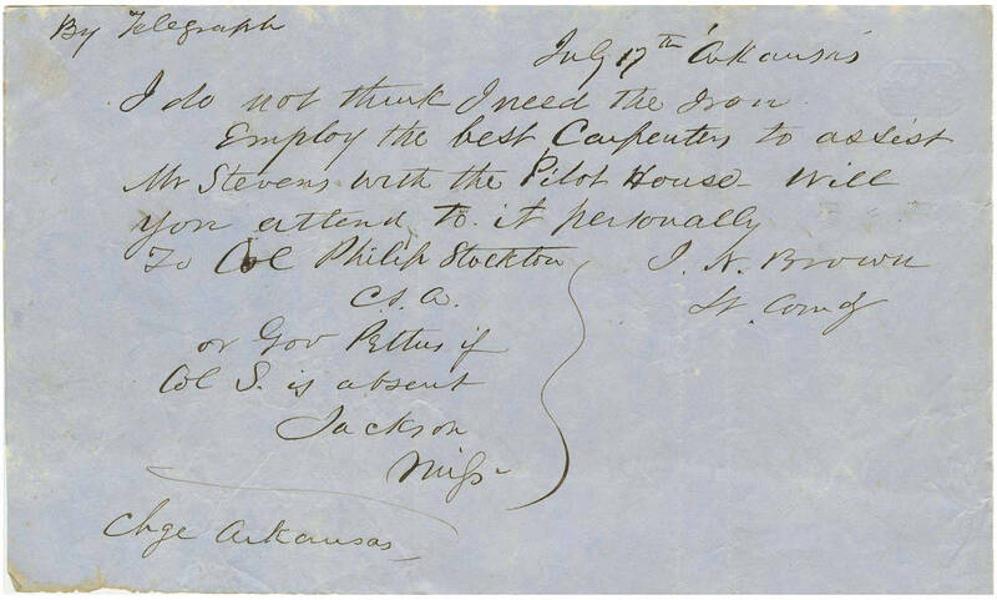 By Telegraph
July 17th "Arkansas"
I do not think I need the Iron
Employ the best Carpenters to assist
Mr Stevens with the Pilot House - Will
you attend to it personally
To Col Philip Stockton
I. N. Brown
C.S.A.
Lt. Comdg
or Gov Pettus if
Col S. is absent
Jackson
Miss
Chge Arkansas